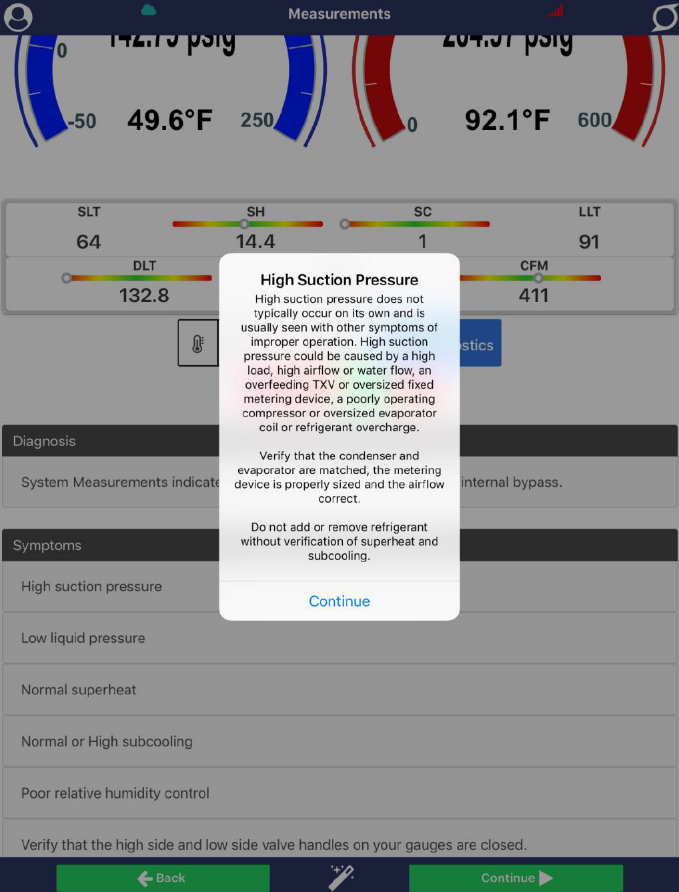 Measurements
psig
psig
0
-50
49.6°F
250
0
92.1°F
600
SLT
SH
SC
LLT
64
14.4
1
91
DLT
CFM
132.8
411
stics
High Suction Pressure
High suction pressure does not
typically occur on its own and is
usually seen with other symptoms of
improper operation. High suction
pressure could be caused by a high
load, high airflow or water flow, an
overfeeding TXV or oversized fixed
metering device, a poorly operating
compressor or oversized evaporator
coil or refrigerant overcharge.
Verify that the condenser and
evaporator are matched, the metering
device is properly sized and the airflow
correct.
Do not add or remove refrigerant
without verification of superheat and
subcooling.
Continue
Diagnosis
System Measurements indicate
internal bypass.
Symptoms
High suction pressure
Low liquid pressure
Normal superheat
Normal or High subcooling
Poor relative humidity control
Verify that the high side and low side valve handles on your gauges are closed.
Back
Continue